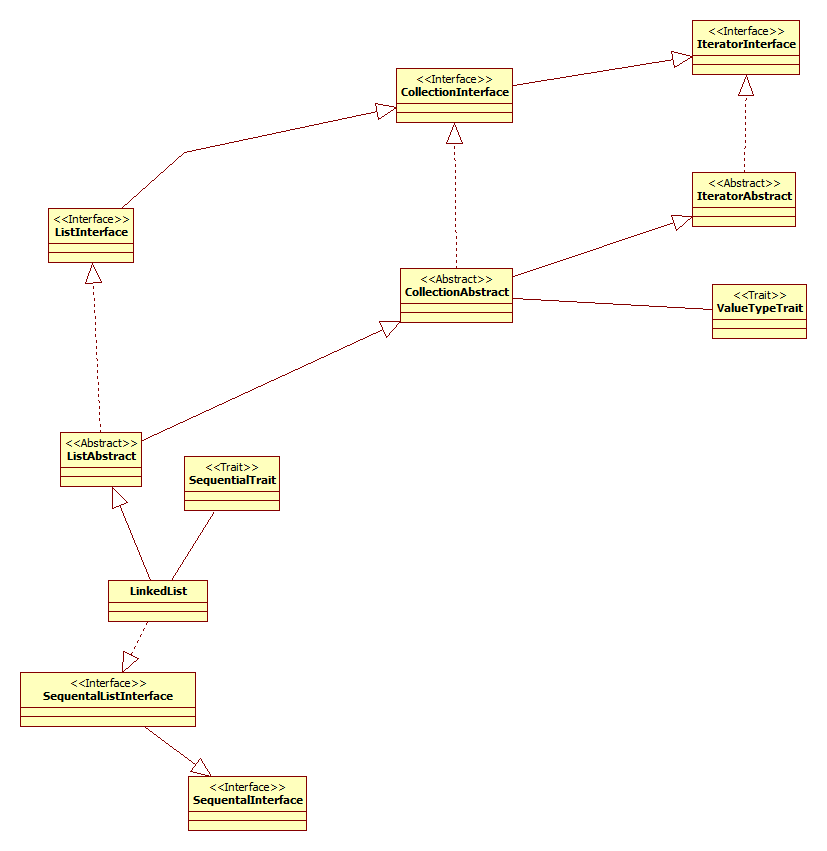 <<Interface>>
IteratorInterface
<<Interface>>
CollectionInterface
<<Abstract>>
IteratorAbstract
<<Interface>>
ListInterface
<<Abstract>>
CollectionAbstract
<<Trait>>
ValueTypeTrait
<<Abstract>>
ListAbstract
<<Trait>>
SequentialTrait
LinkedList
<<Interface>>
SequentalListInterface
<<Interface>>
SequentalInterface